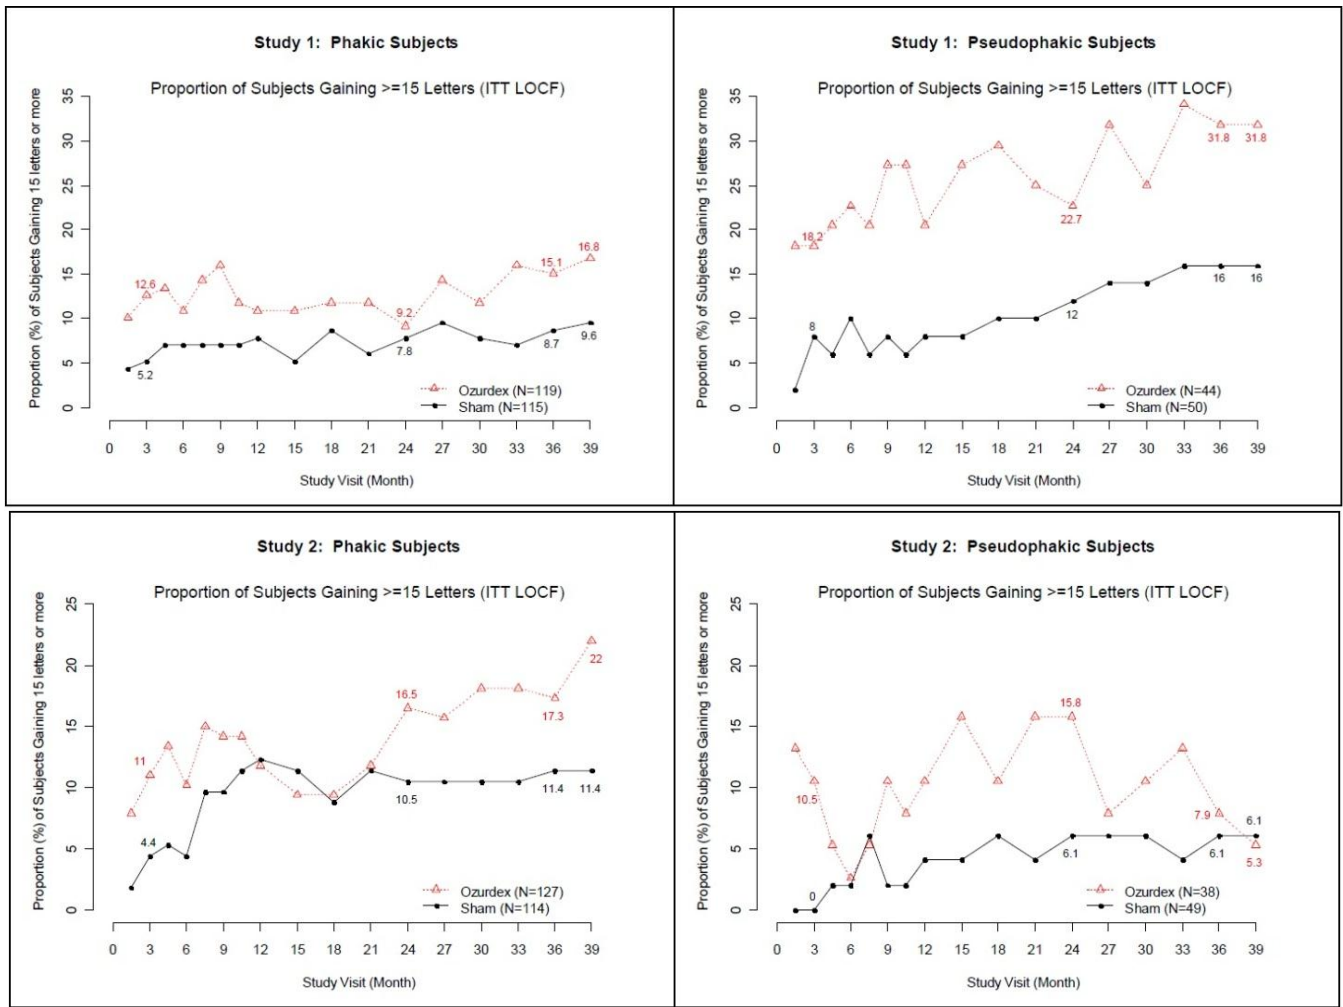 Study 1: Phakic Subjects
Proportion of Subjects Gaining >=15 Letters (ITT LOCF)
Proportion (%) of Subjects Gaining 15 letters or more
35
30
25
20
15
10
5
0
12.6
9.2
15.1
16.8
5.2
7.8
8.7
9.6
Ozurdex (N=119)
Sham (N=115)
0 3 6 9 12 15 18 21 24 27 30 33 36 39
Study Visit (Month)
Study 1: Pseudophakic Subjects
Proportion of Subjects Gaining >=15 Letters (ITT LOCF)
Proportion (%) of Subjects Gaining 15 letters or more
35
30
25
20
15
10
5
0
18.2
22.7
31.8
31.8
8
12
16
16
Ozurdex (N=44)
Sham (N=50)
0 3 6 9 12 15 18 21 24 27 30 33 36 39
Study Visit (Month)
Study 2: Phakic Subjects
Proportion of Subjects Gaining >=15 Letters (ITT LOCF)
Proportion (%) of Subjects Gaining 15 letters or more
25
20
15
10
5
0
11
16.5
17.3
22
4.4
10.5
11.4
11.4
Ozurdex (N=127)
Sham (N=114)
0 3 6 9 12 15 18 21 24 27 30 33 36 39
Study Visit (Month)
Study 2: Pseudophakic Subjects
Proportion of Subjects Gaining >=15 Letters (ITT LOCF)
Proportion (%) of Subjects Gaining 15 letters or more
25
20
15
10
5
0
10.5
15.8
7.9
5.3
0
6.1
6.1
6.1
Ozurdex (N=38)
Sham (N=49)
0 3 6 9 12 15 18 21 24 27 30 33 36 39
Study Visit (Month)